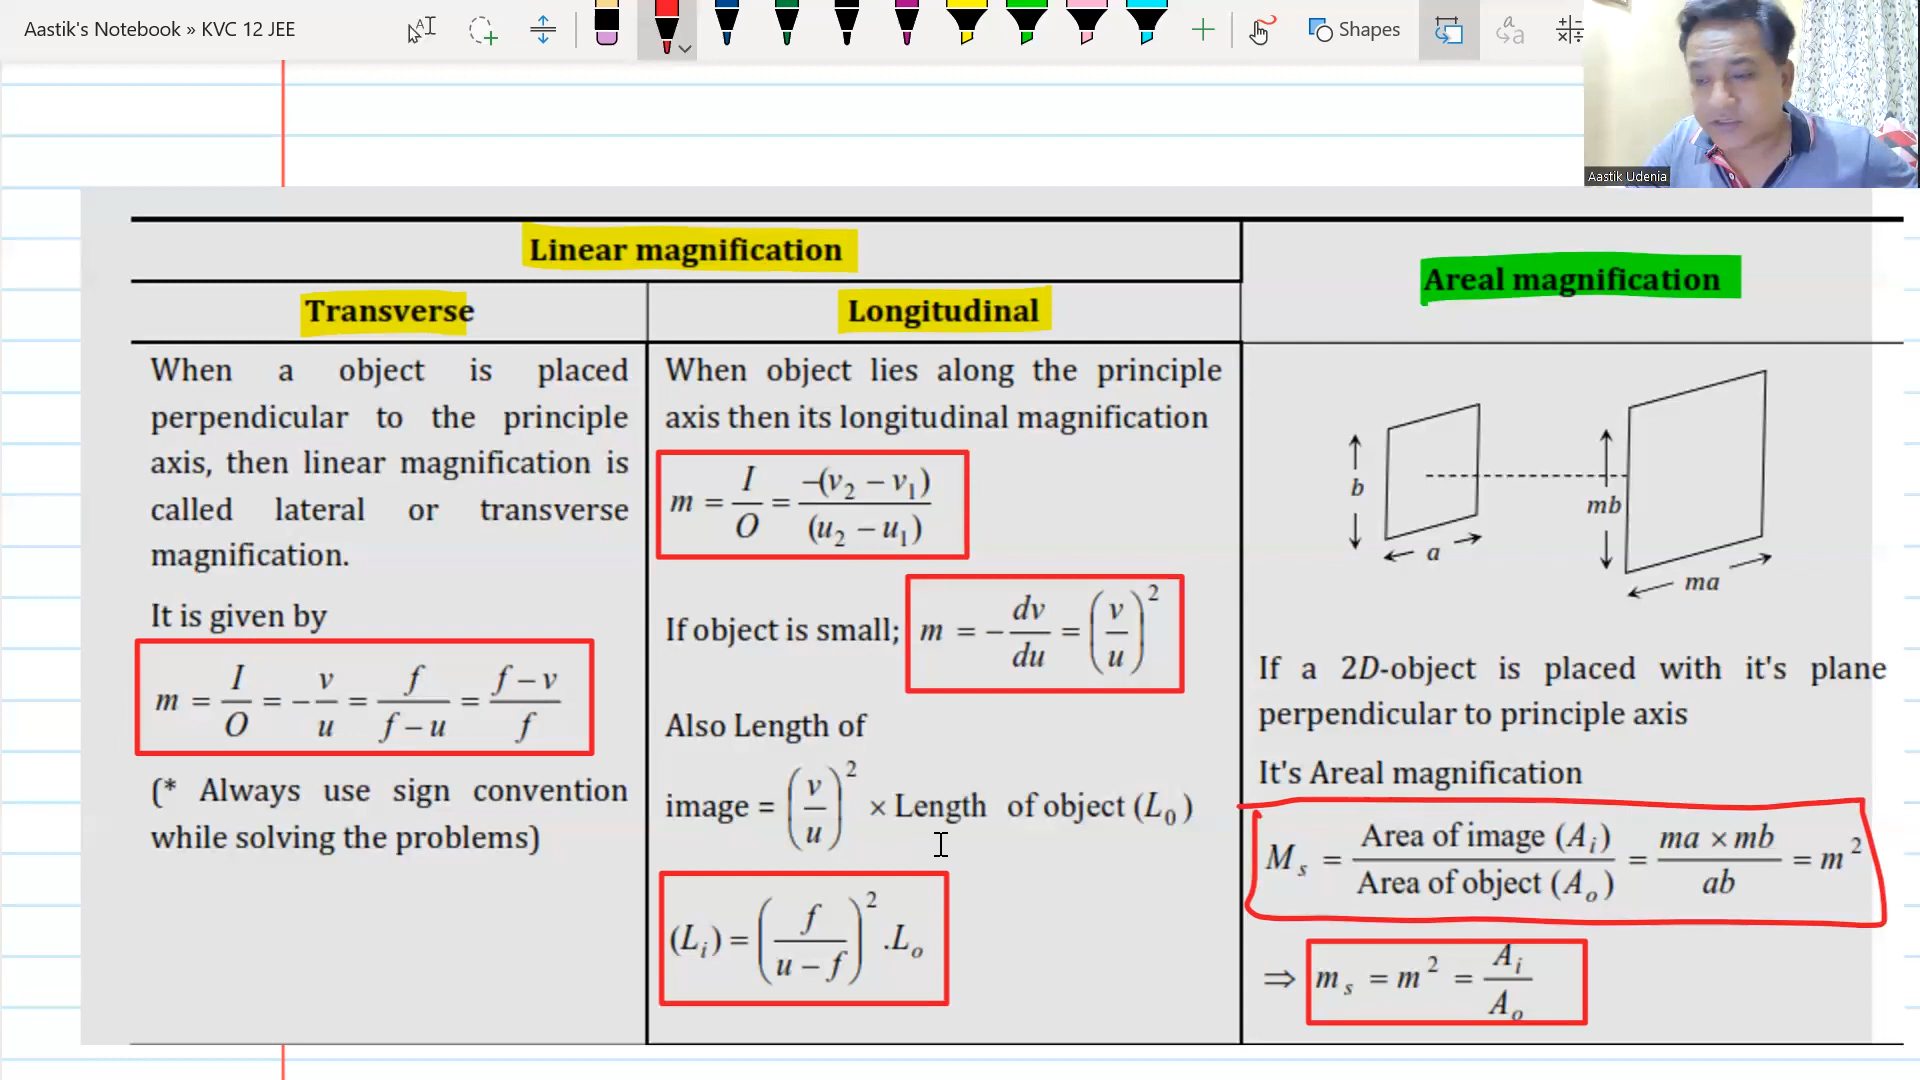 Aastik's Notebook » KVC 12 JEE
Shapes
Aastik Udenia
Linear magnification
Areal magnification
Transverse
Longitudinal
When a object is placed
perpendicular to the principle
axis, then linear magnification is
called lateral or transverse
magnification.
It is given by
m = I/O = -v/u = f/(f-u) = (f-v)/f
(* Always use sign convention
while solving the problems)
When object lies along the principle
axis then its longitudinal magnification
m = I/O = -(v₂ - v₁)/(u₂ - u₁)
If object is small; m = -dv/du = (v/u)²
Also Length of
image = (v/u)² × Length of object (L₀)
(Lᵢ) = (f/(u-f))² .Lₒ
b
a
mb
ma
If a 2D-object is placed with it's plane
perpendicular to principle axis
It's Areal magnification
Mₛ = Area of image (Aᵢ)/Area of object (Aₒ) = ma × mb/ab = m²
⇒ mₛ = m² = Aᵢ/Aₒ